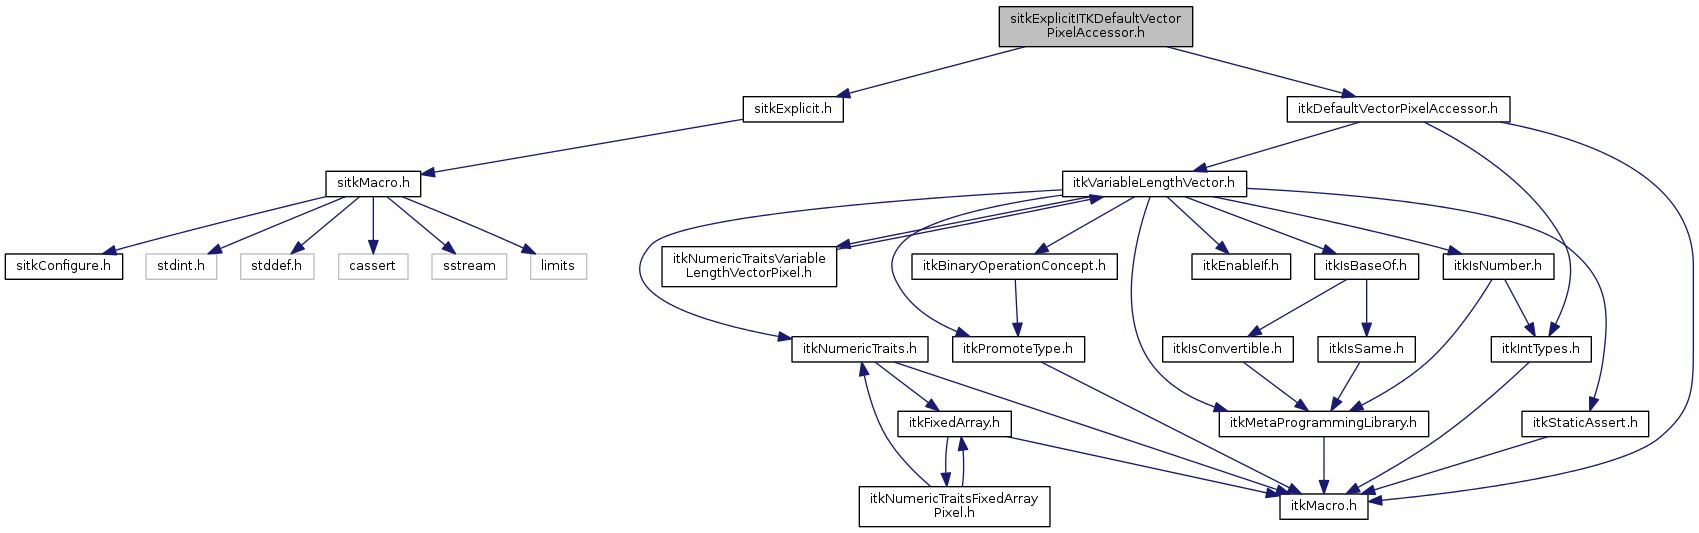 sitkExplicitITKDefaultVector
PixelAccessor.h
sitkExplicit.h
itkDefaultVectorPixelAccessor.h
sitkMacro.h
itkVariableLengthVector.h
sitkConfigure.h
stdint.h
stddef.h
cassert
sstream
limits
itkNumericTraitsVariable
LengthVectorPixel.h
itkBinaryOperationConcept.h
itkEnableIf.h
itkIsBaseOf.h
itkIsNumber.h
itkNumericTraits.h
itkPromoteType.h
itkIsConvertible.h
itkIsSame.h
itkIntTypes.h
itkFixedArray.h
itkMetaProgrammingLibrary.h
itkStaticAssert.h
itkNumericTraitsFixedArray
Pixel.h
itkMacro.h